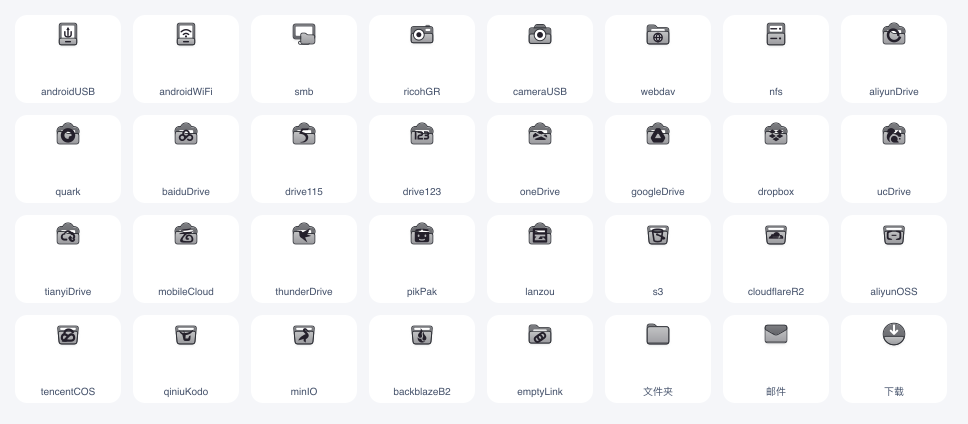 androidUSB
androidWiFi
smb
ricohGR
cameraUSB
webdav
nfs
aliyunDrive
quark
baiduDrive
drive115
123
drive123
oneDrive
googleDrive
dropbox
ucDrive
tianyiDrive
mobileCloud
thunderDrive
pikPak
lanzou
s3
cloudflareR2
aliyunOSS
tencentCOS
qiniuKodo
minIO
backblazeB2
emptyLink
文件夹
邮件
下载